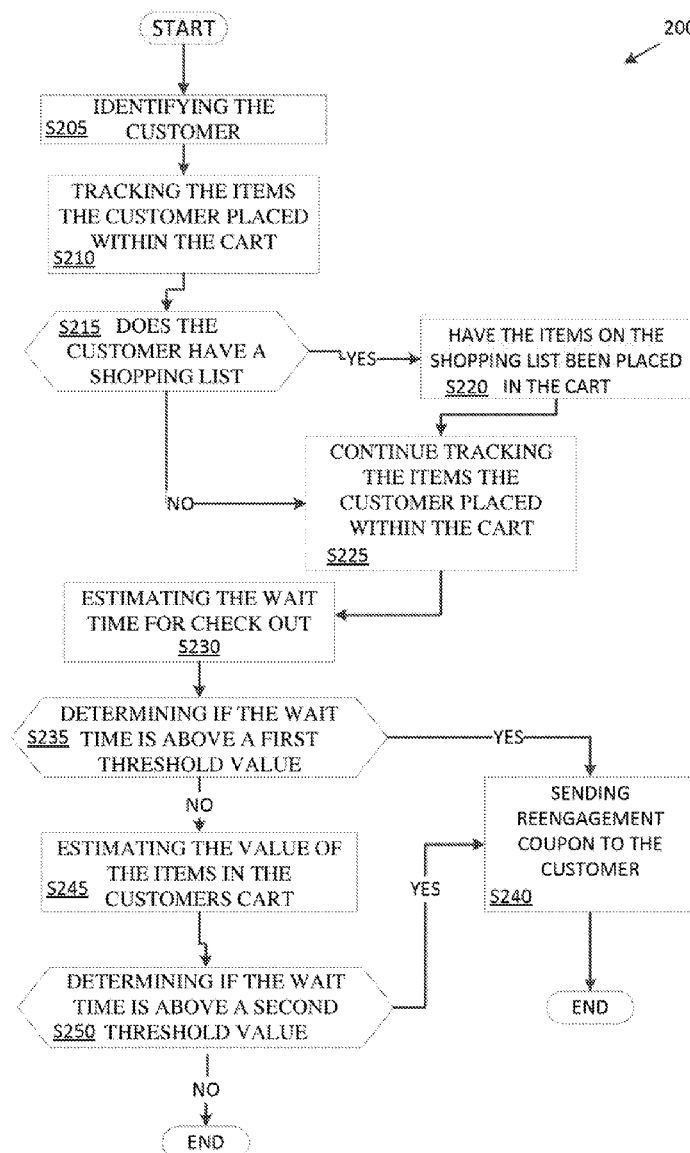 START
200
IDENTIFYING THE
S205 CUSTOMER
TRACKING THE ITEMS
THE CUSTOMER PLACED
WITHIN THE CART
S210
S215 DOES THE
CUSTOMER HAVE A
SHOPPING LIST
YES
HAVE THE ITEMS ON THE
SHOPPING LIST BEEN PLACED
S220 IN THE CART
NO
CONTINUE TRACKING
THE ITEMS THE
CUSTOMER PLACED
WITHIN THE CART
S225
ESTIMATING THE WAIT
TIME FOR CHECK OUT
S230
DETERMINING IF THE WAIT
S235 TIME IS ABOVE A FIRST
THRESHOLD VALUE
YES
NO
SENDING
REENGAGEMENT
COUPON TO THE
CUSTOMER
S240
ESTIMATING THE VALUE OF
THE ITEMS IN THE
S245 CUSTOMERS CART
YES
DETERMINING IF THE WAIT
TIME IS ABOVE A SECOND
S250 THRESHOLD VALUE
END
NO
END